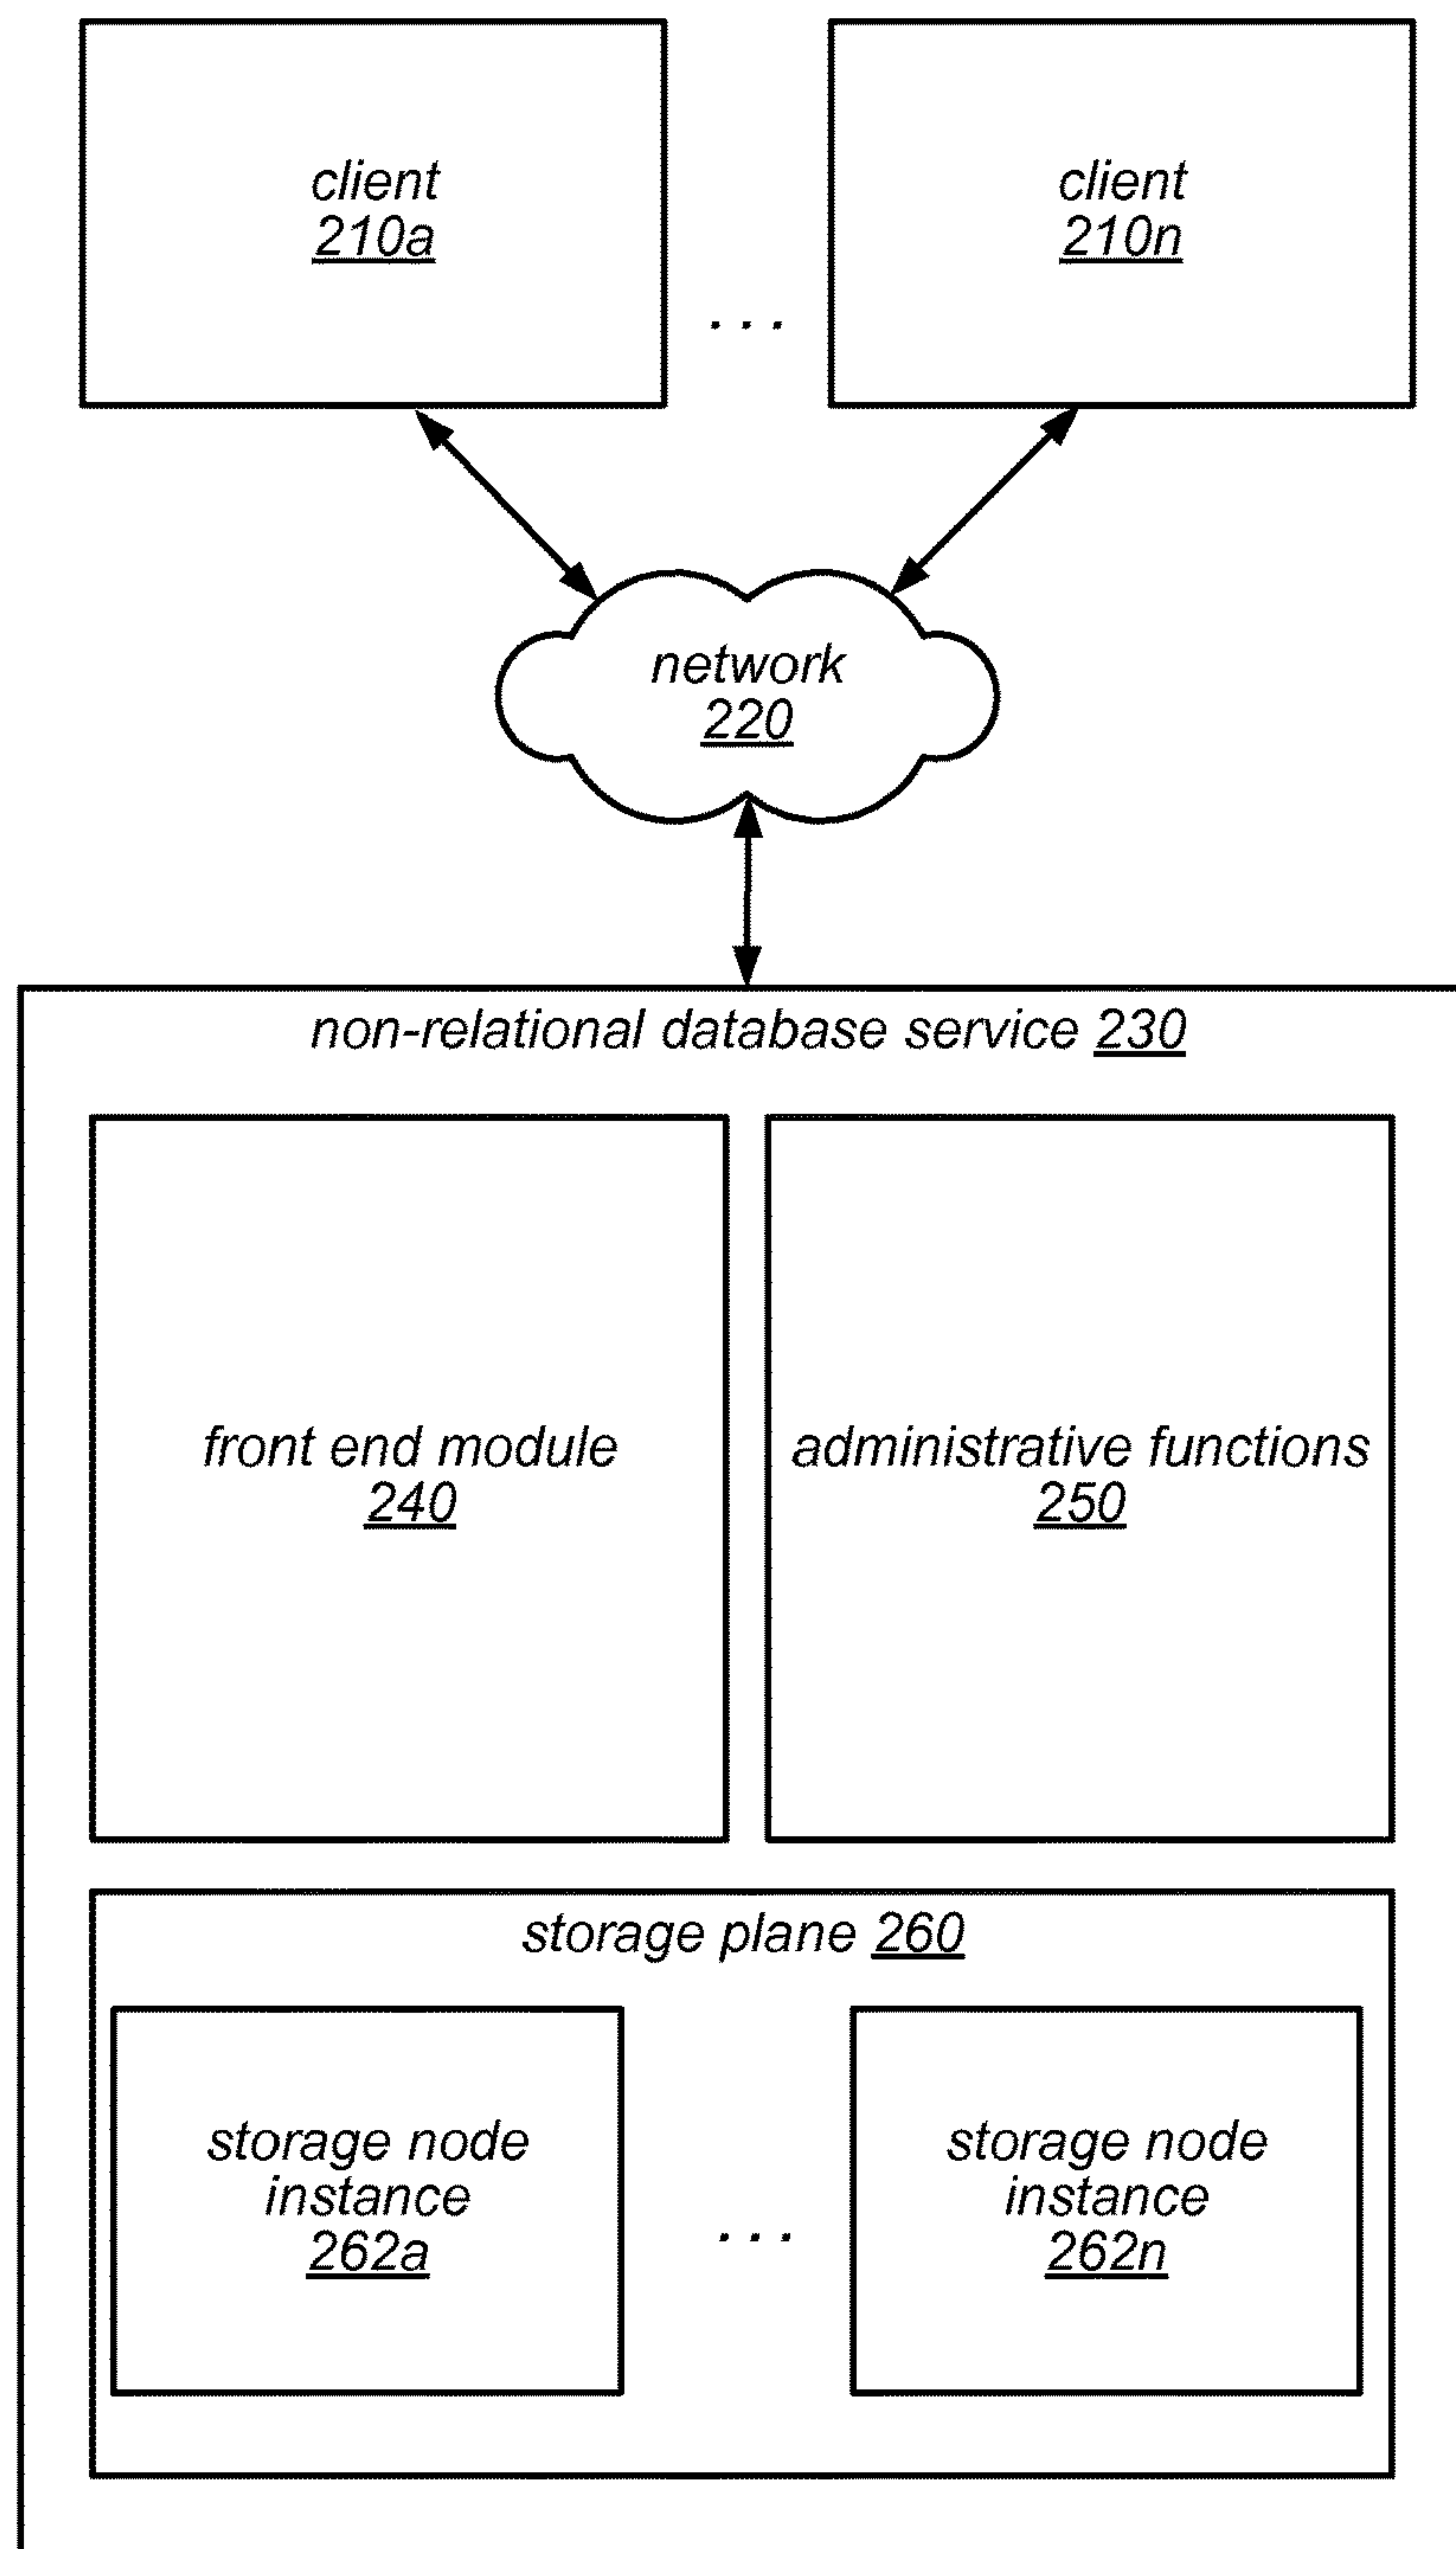 client
210a
client
210n
. . .
network
220
non-relational database service 230
front end module
240
administrative functions
250
storage plane 260
storage node
instance
262a
. . .
storage node
instance
262n